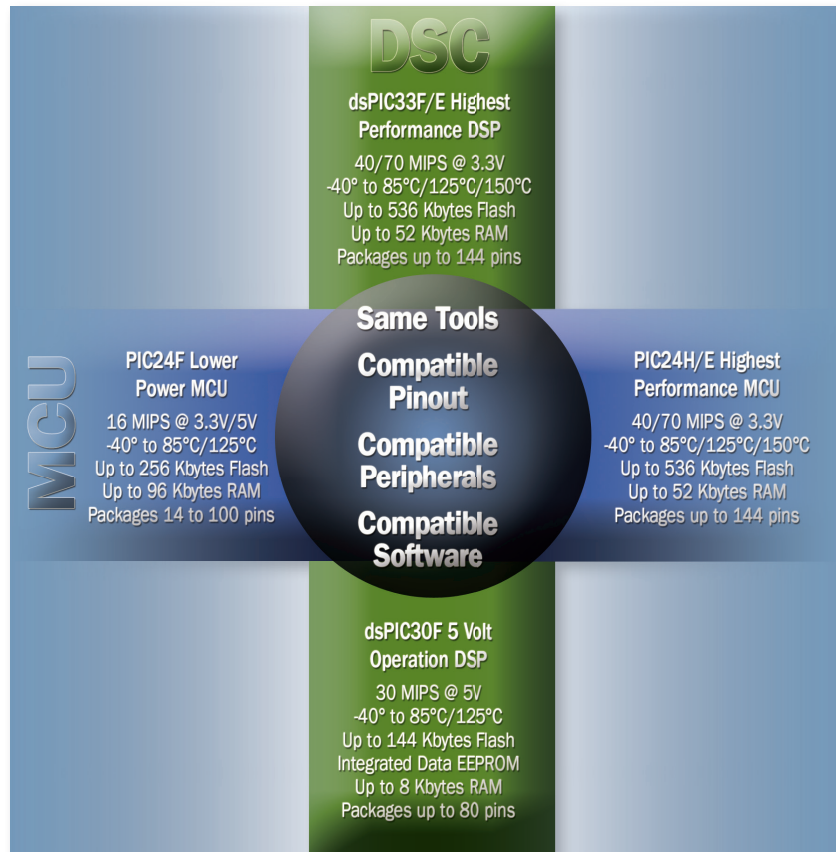 DSC
dsPIC33F/E Highest
Performance DSP
40/70 MIPS @ 3.3V
-40° to 85°C/125°C/150°C
Up to 536 Kbytes Flash
Up to 52 Kbytes RAM
Packages up to 144 pins
MCU
PIC24F Lower
Power MCU
16 MIPS @ 3.3V/5V
-40° to 85°C/125°C
Up to 256 Kbytes Flash
Up to 96 Kbytes RAM
Packages 14 to 100 pins
Same Tools
Compatible
Pinout
Compatible
Peripherals
Compatible
Software
PIC24H/E Highest
Performance MCU
40/70 MIPS @ 3.3V
-40° to 85°C/125°C/150°C
Up to 536 Kbytes Flash
Up to 52 Kbytes RAM
Packages up to 144 pins
dsPIC30F 5 Volt
Operation DSP
30 MIPS @ 5V
-40° to 85°C/125°C
Up to 144 Kbytes Flash
Integrated Data EEPROM
Up to 8 Kbytes RAM
Packages up to 80 pins